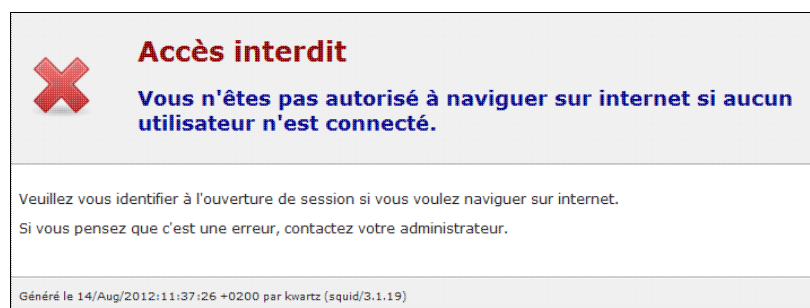 Accès interdit
Vous n'êtes pas autorisé à naviguer sur internet si aucun
utilisateur n'est connecté.
Veuillez vous identifier à l'ouverture de session si vous voulez naviguer sur internet.
Si vous pensez que c'est une erreur, contactez votre administrateur.
Généré le 14/Aug/2012:11:37:26 +0200 par kwartz (squid/3.1.19)